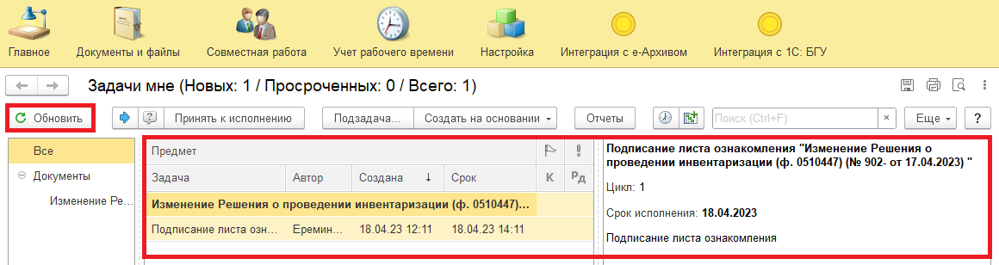 Главное Документы и файлы Совместная работа Учет рабочего времени Настройка Интеграция с е-Архивом Интеграция с 1С: БГУ
Задачи мне (Новых: 1 / Просроченных: 0 / Всего: 1)
Обновить Принять к исполнению Подзадача... Создать на основании Отчеты Поиск (Ctrl+F) × Еще ?
Все
Документы
Изменение Ре...
Предмет
Задача Автор Создана ↓ Срок К Рд
Изменение Решения о проведении инвентаризации (ф. 0510447)...
Подписание листа озн... Еремин... 18.04.23 12:11 18.04.23 14:11
Подписание листа ознакомления "Изменение Решения о
проведении инвентаризации (ф. 0510447) (№ 902- от 17.04.2023) "
Цикл: 1
Срок исполнения: 18.04.2023
Подписание листа ознакомления